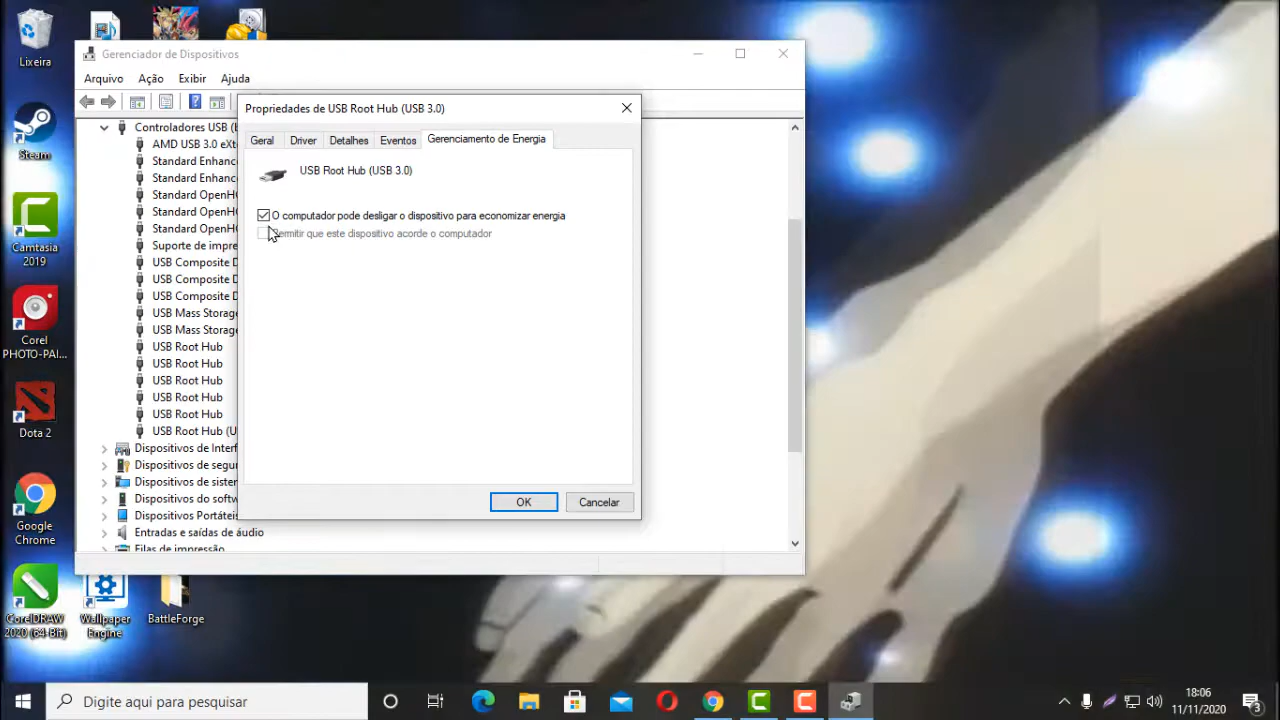 Lixeira
Steam
Camtasia
2019
Corel
PHOTO-PAI...
Dota 2
Google
Chrome
CorelDRAW
2020 (64-Bit)
Wallpaper
Engine
BattleForge
Gerenciador de Dispositivos
Arquivo Ação Exibir Ajuda
Controladores USB (b
AMD USB 3.0 eXte
Standard Enhanc
Standard Enhanc
Standard OpenHC
Standard OpenHC
Standard OpenHC
Suporte de impre
USB Composite D
USB Composite D
USB Composite D
USB Mass Storage
USB Mass Storage
USB Root Hub
USB Root Hub
USB Root Hub
USB Root Hub
USB Root Hub
USB Root Hub (U
Dispositivos de Interf
Dispositivos de segur
Dispositivos de sistem
Dispositivos do softw
Dispositivos Portáteis
Entradas e saídas de áudio
Filas de impressão
Propriedades de USB Root Hub (USB 3.0)
Geral Driver Detalhes Eventos Gerenciamento de Energia
USB Root Hub (USB 3.0)
O computador pode desligar o dispositivo para economizar energia
Permitir que este dispositivo acorde o computador
OK Cancelar
Digite aqui para pesquisar
18:06
11/11/2020
3